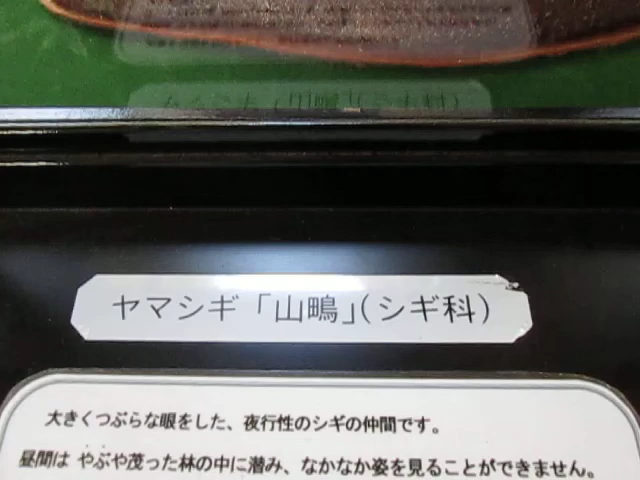 ヤマシギ「山鴫」(シギ科)
大きくつぶらな眼をした、夜行性のシギの仲間です。
昼間は やぶや茂った林の中に潜み、なかなか姿を見ることができません。